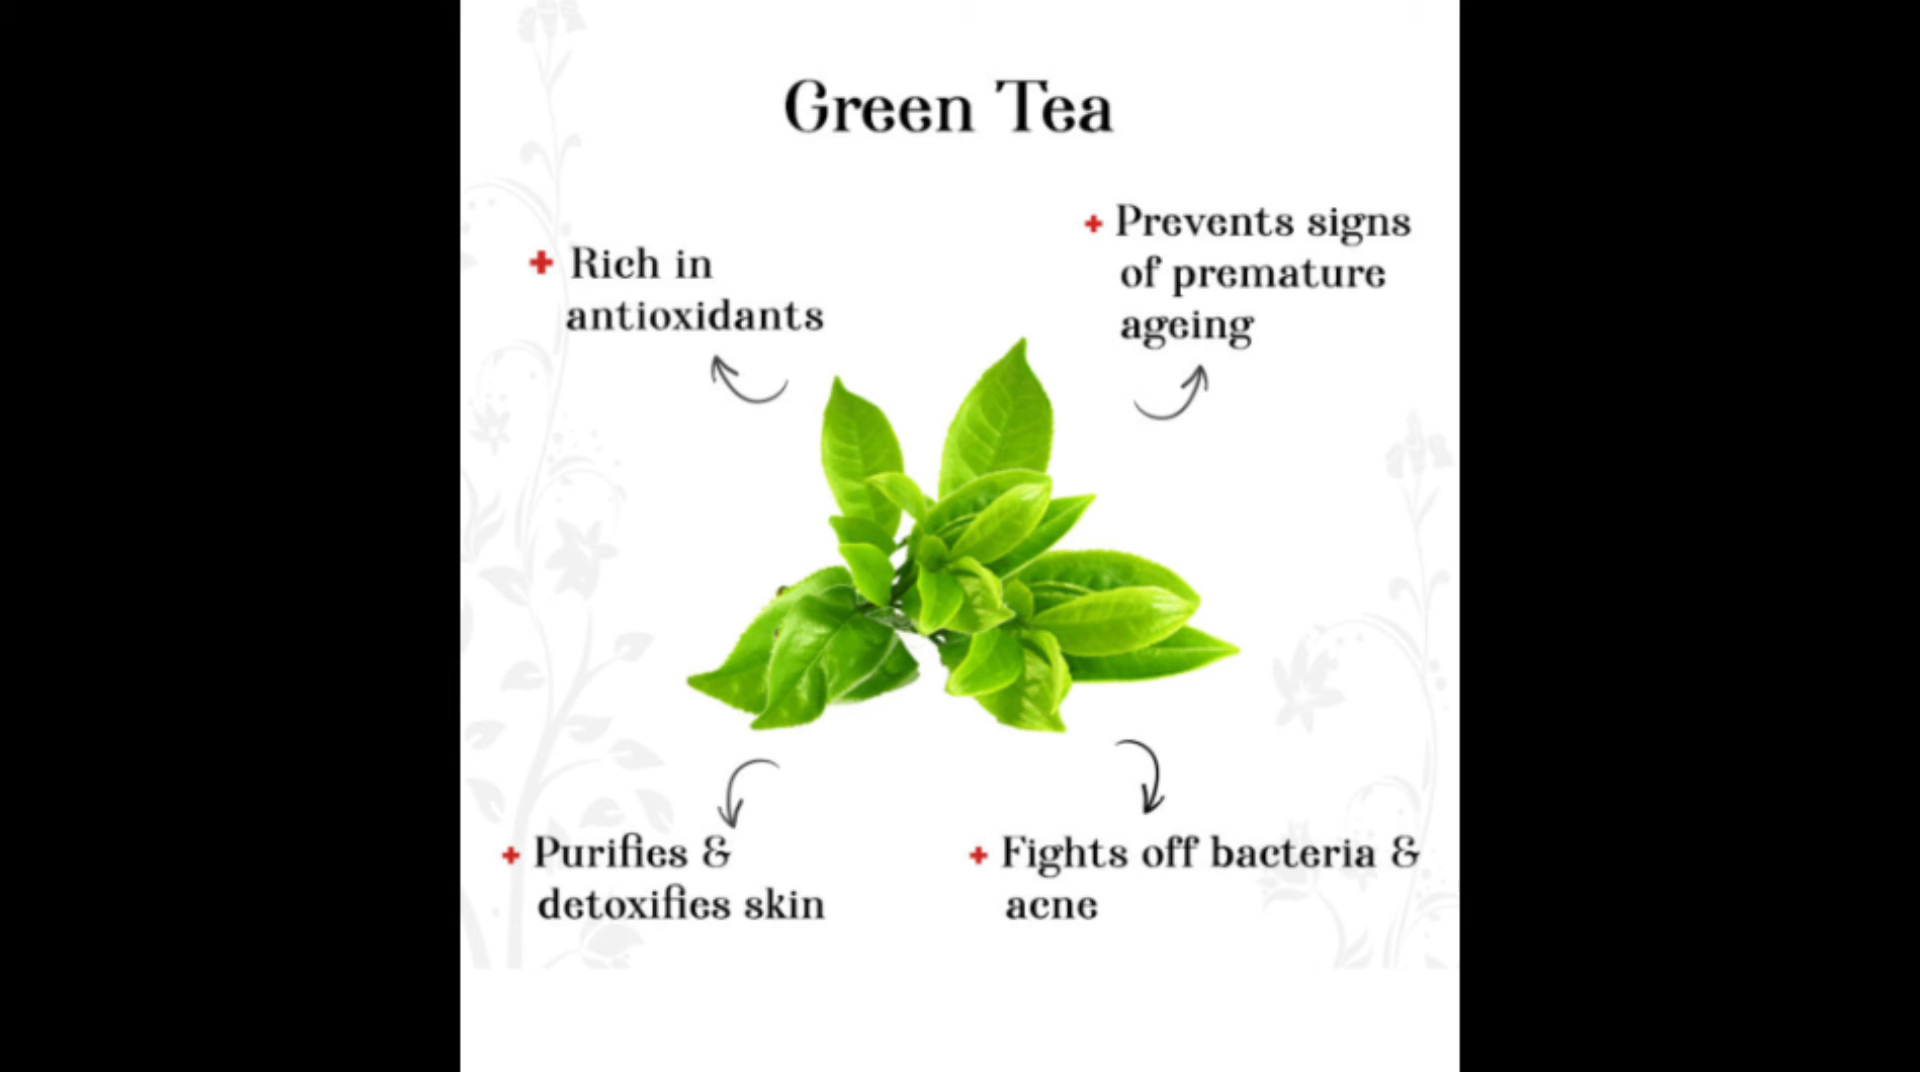 Green Tea
Rich in
antioxidants
Prevents signs
of premature
ageing
Purifies &
detoxifies skin
Fights off bacteria &
acne